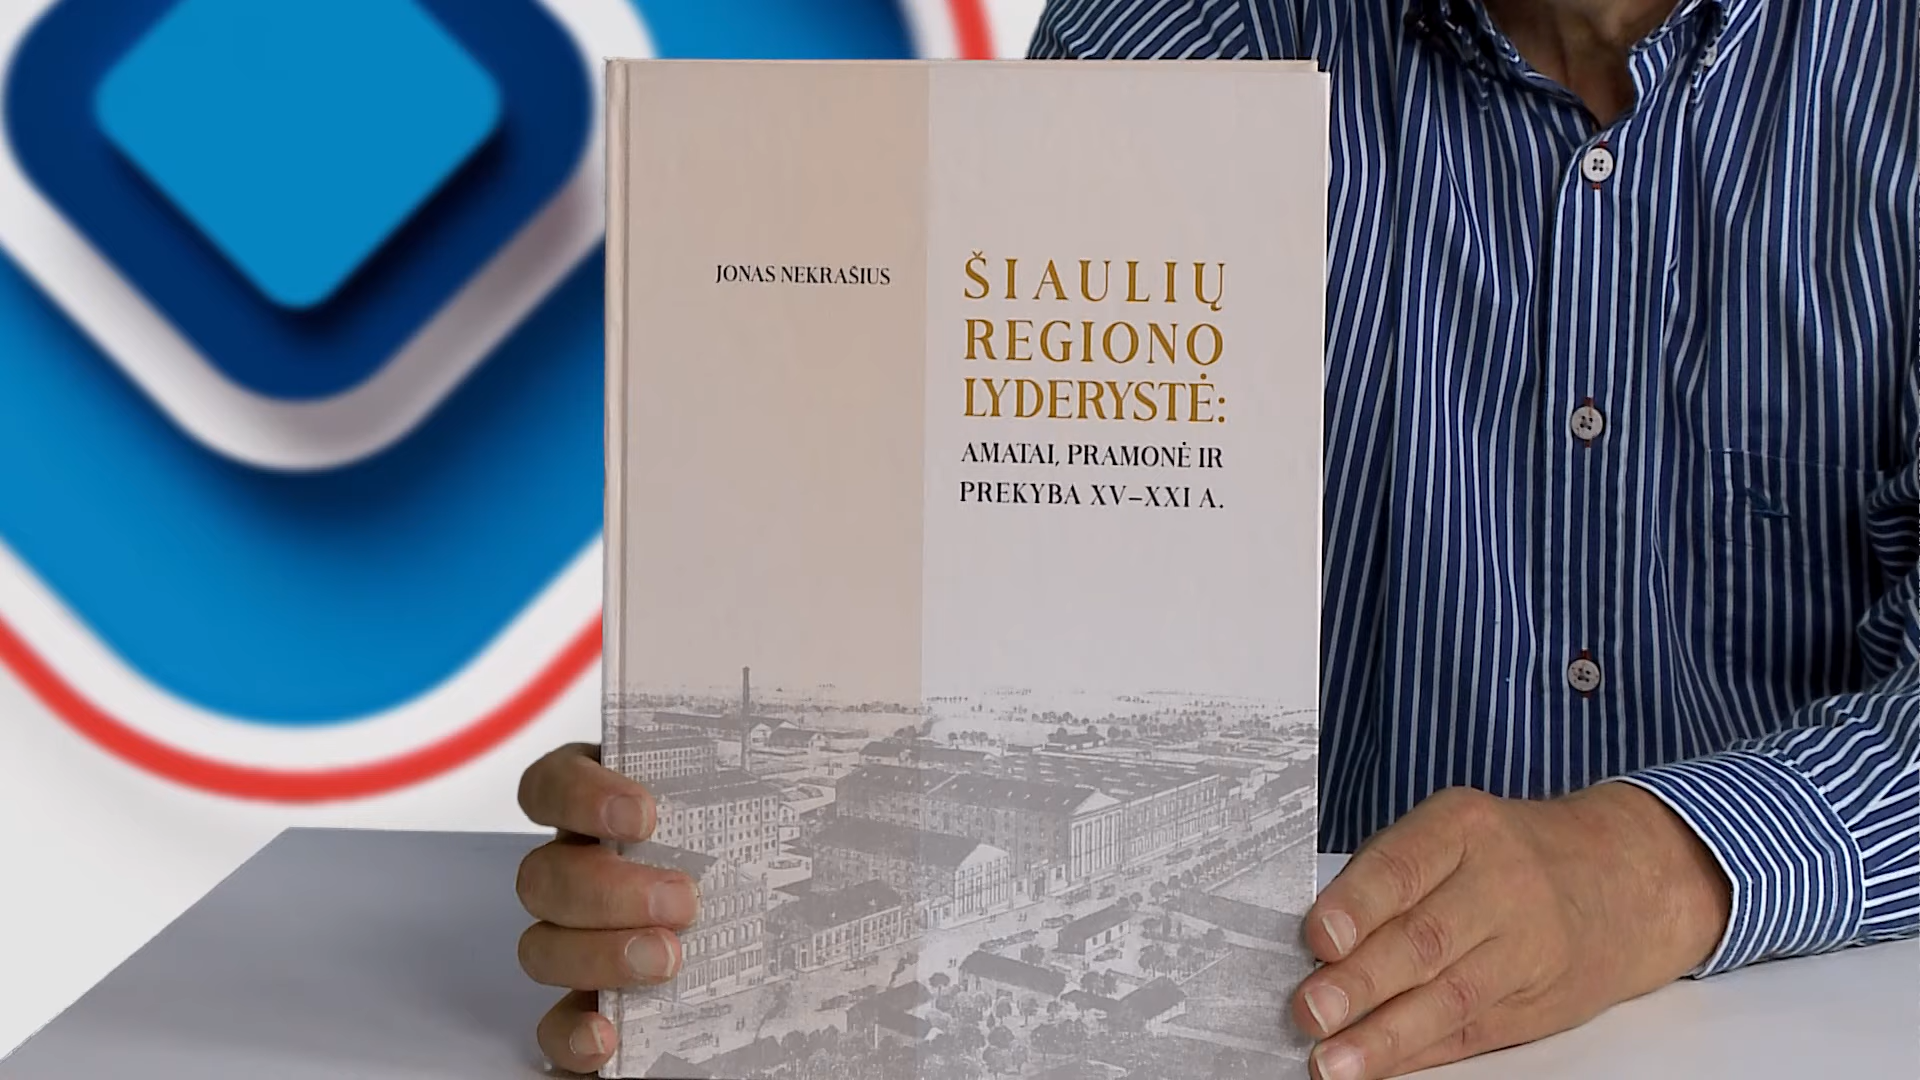 JONAS NEKRAŠIUS
ŠIAULIŲ
REGIONO
LYDERYSTĖ:
AMATAI, PRAMONĖ IR
PREKYBA XV–XXI A.